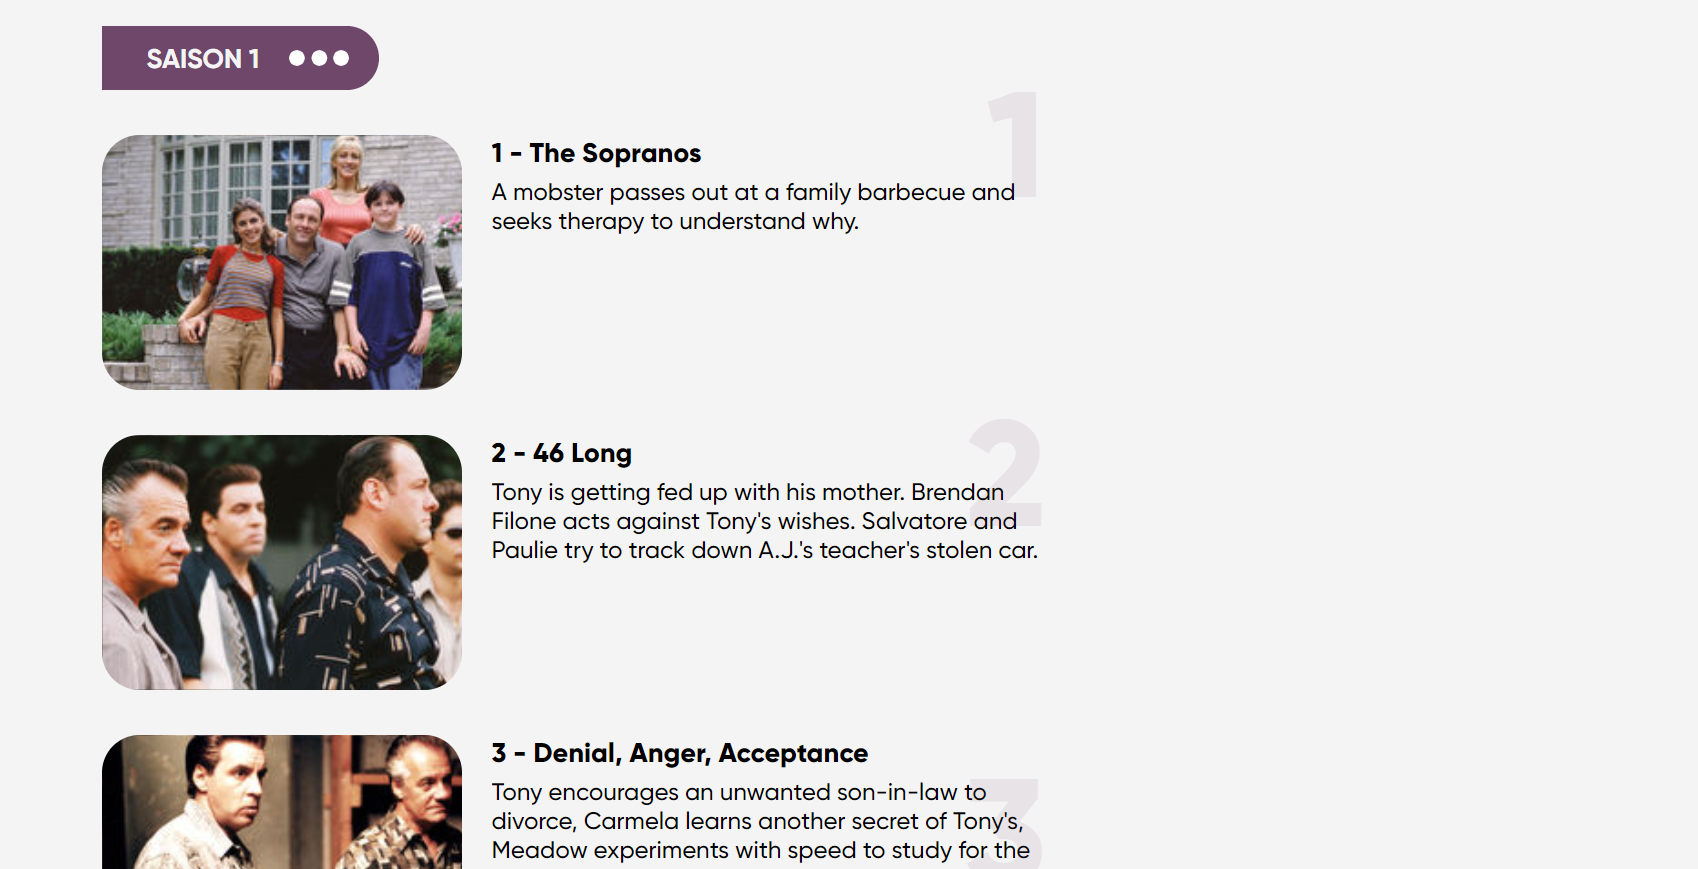 SAISON 1
1
1 - The Sopranos
A mobster passes out at a family barbecue and
seeks therapy to understand why.
2
2 - 46 Long
Tony is getting fed up with his mother. Brendan
Filone acts against Tony's wishes. Salvatore and
Paulie try to track down A.J.'s teacher's stolen car.
3
3 - Denial, Anger, Acceptance
Tony encourages an unwanted son-in-law to
divorce, Carmela learns another secret of Tony's,
Meadow experiments with speed to study for the